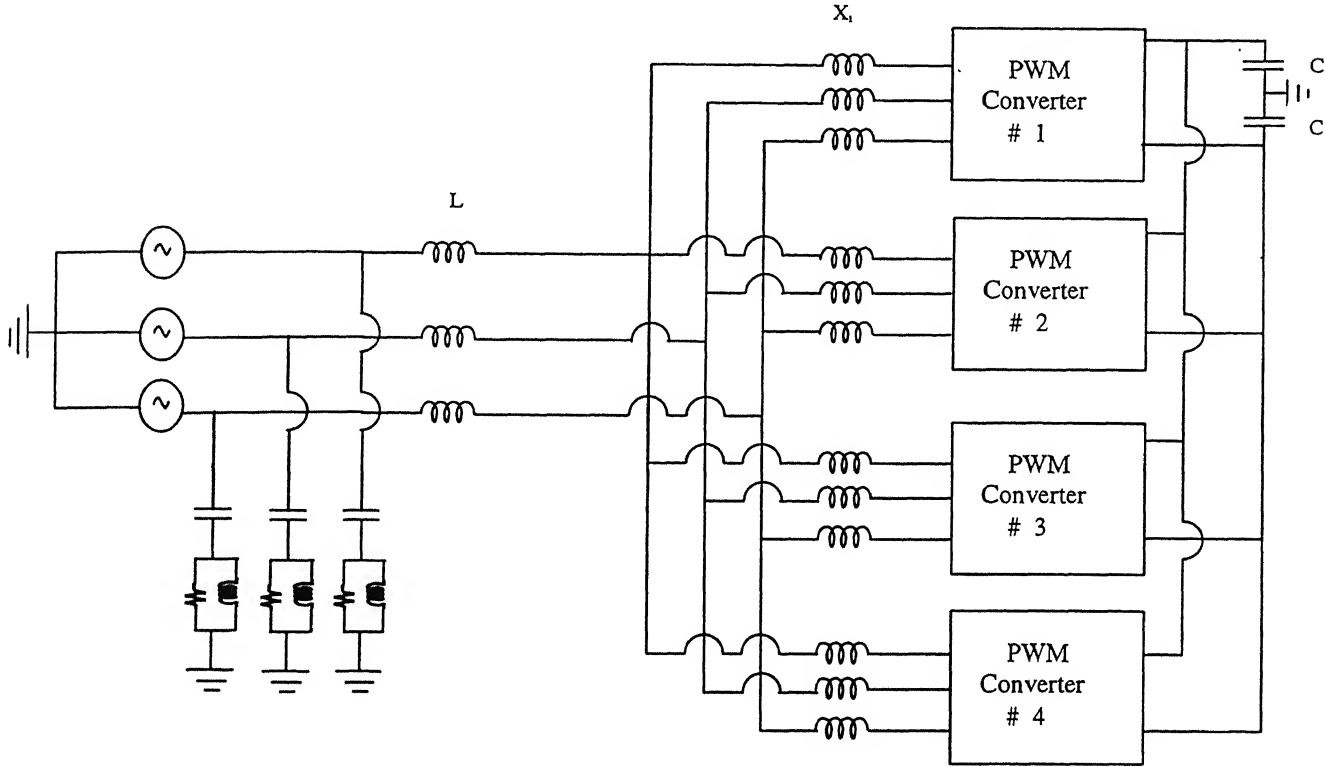 X₁
PWM
Converter
# 1
C
C
L
PWM
Converter
# 2
PWM
Converter
# 3
PWM
Converter
# 4